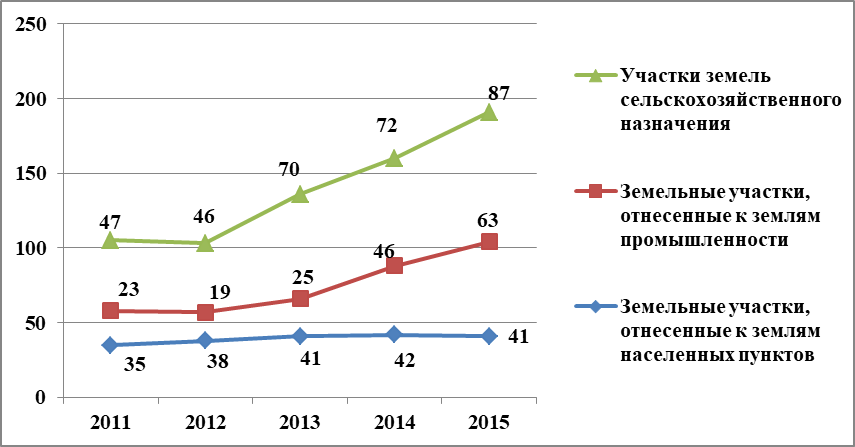 250
200
150
100
50
0
47
46
70
72
87
23
19
25
46
63
35
38
41
42
41
2011
2012
2013
2014
2015
Участки земель
сельскохозяйственного
назначения
Земельные участки,
отнесенные к землям
промышленности
Земельные участки,
отнесенные к землям
населенных пунктов